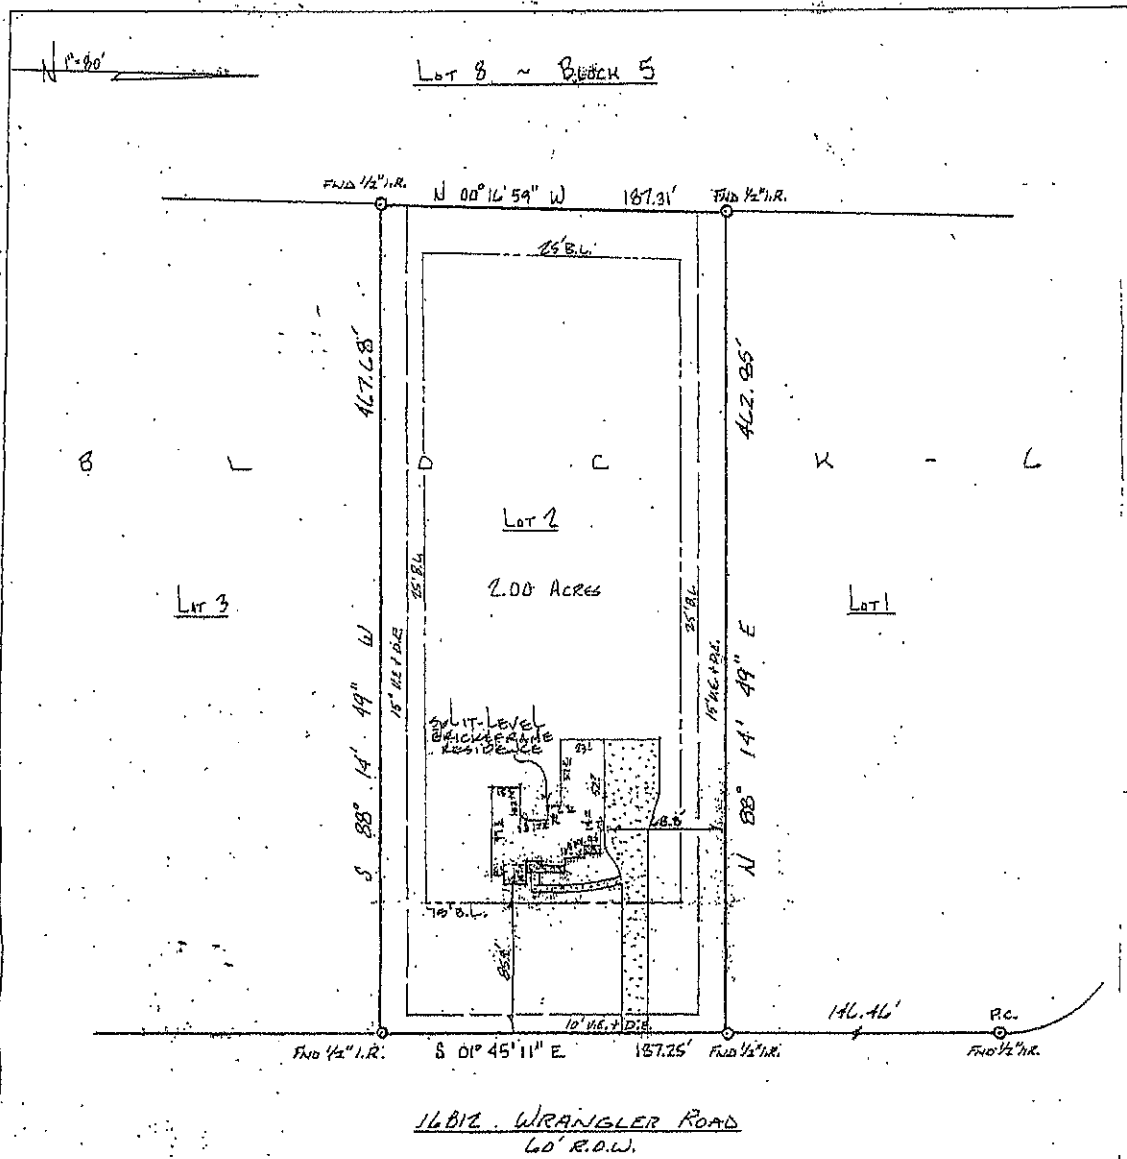 N 1"=80'
LOT 8 ~ BLOCK 5
FND 1/2" I.R.
N 00° 16' 59" W 187.31'
FND 1/2" I.R.
25' B.L.
467.68'
462.85'
B L O C K - 6
LOT 2
2.00 ACRES
25' B.L.
25' B.L.
LOT 3
LOT 1
S 88° 14' 49" W
15' U.E. + D.E.
15' U.E. + D.E.
N 88° 14' 49" E
SPLIT-LEVEL
BRICK & FRAME
RESIDENCE
68.8'
75' B.L.
146.46'
P.C.
10' U.E. + D.E.
FND 1/2" I.R.
S 01° 45' 11" E 187.25'
FND 1/2" I.R.
FND 1/2" I.R.
16812 WRANGLER ROAD
60' R.O.W.